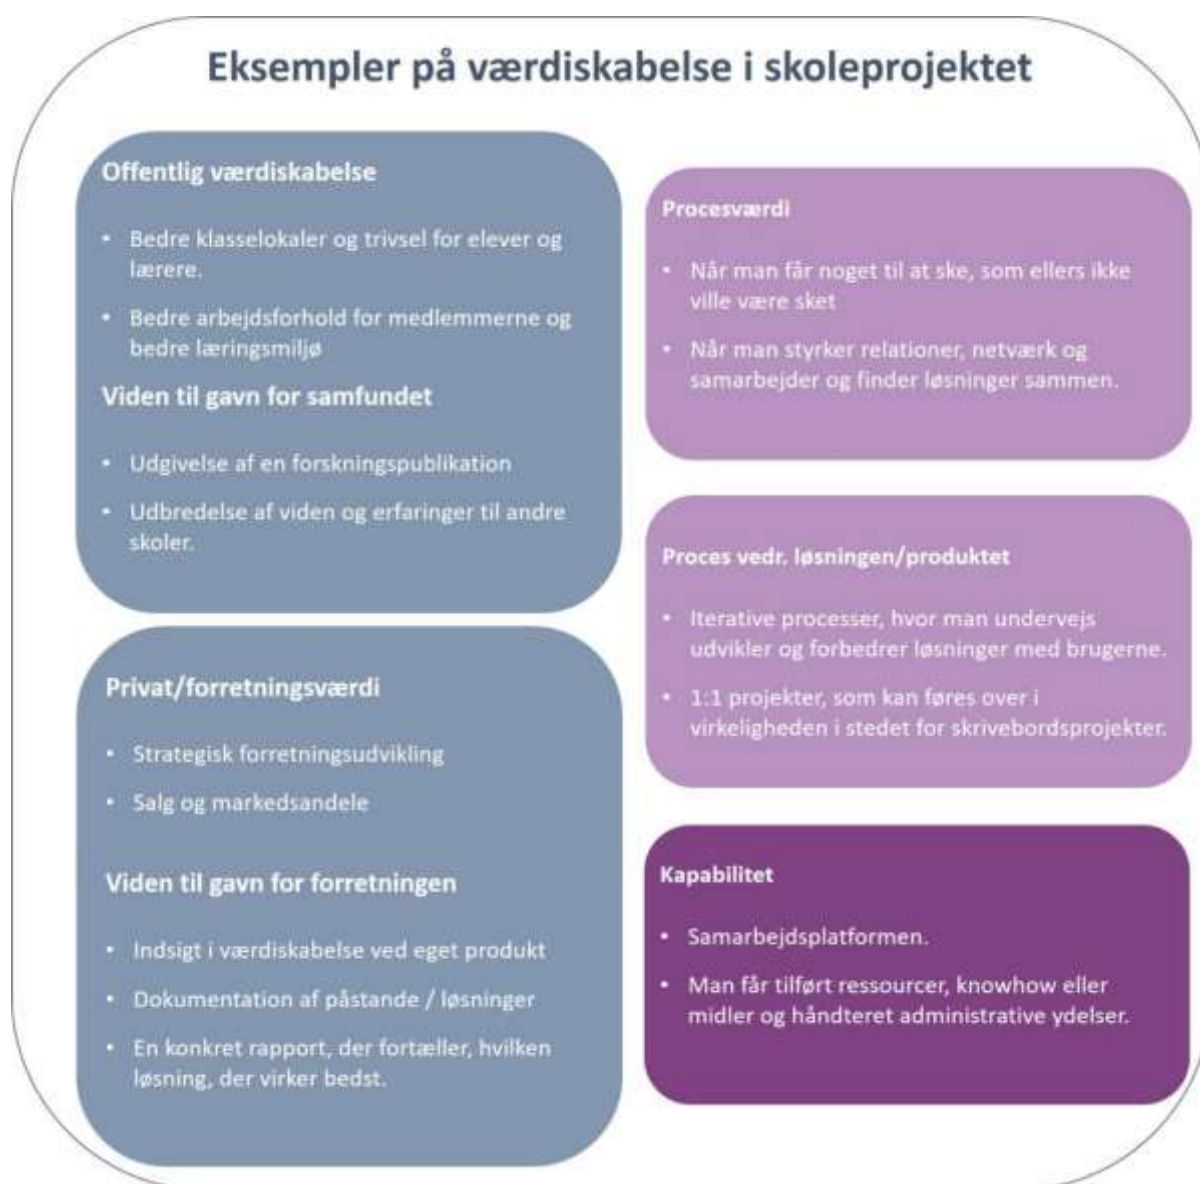 Eksempler på værdiskabelse i skoleprojektet
Offentlig værdiskabelse
• Bedre klasselokaler og trivsel for elever og
lærere.
• Bedre arbejdsforhold for medlemmerne og
bedre læringsmiljø
Viden til gavn for samfundet
• Udgivelse af en forskningspublikation
• Udbredelse af viden og erfaringer til andre
skoler.
Privat/forretningsværdi
• Strategisk forretningsudvikling
• Salg og markedsandele
Viden til gavn for forretningen
• Indsigt i værdiskabelse ved eget produkt
• Dokumentation af påstande / løsninger
• En konkret rapport, der fortæller, hvilken
løsning, der virker bedst.
Procesværdi
• Når man får noget til at ske, som ellers ikke
ville være sket
• Når man styrker relationer, netværk og
samarbejder og finder løsninger sammen.
Proces vedr. løsningen/produktet
• Iterative processer, hvor man undervejs
udvikler og forbedrer løsninger med brugerne.
• 1:1 projekter, som kan føres over i
virkeligheden i stedet for skrivebordsprojekter.
Kapabilitet
• Samarbejdsplatformen.
• Man får tilført ressourcer, knowhow eller
midler og håndteret administrative ydelser.